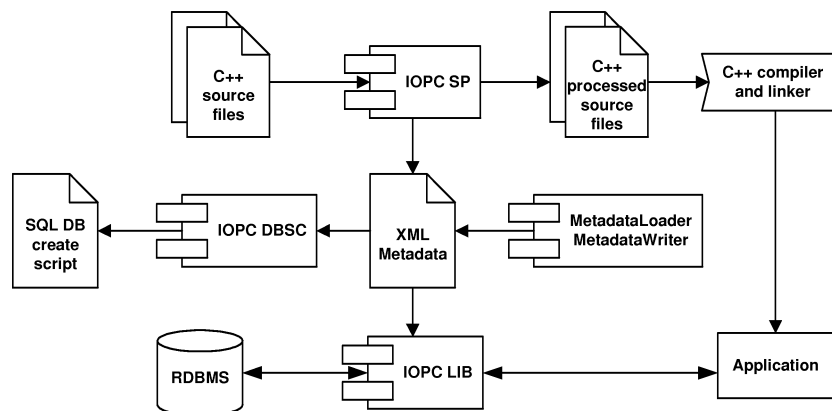 C++
source
files
IOPC SP
C++
processed
source
files
C++ compiler
and linker
SQL DB
create
script
IOPC DBSC
XML
Metadata
MetadataLoader
MetadataWriter
RDBMS
IOPC LIB
Application